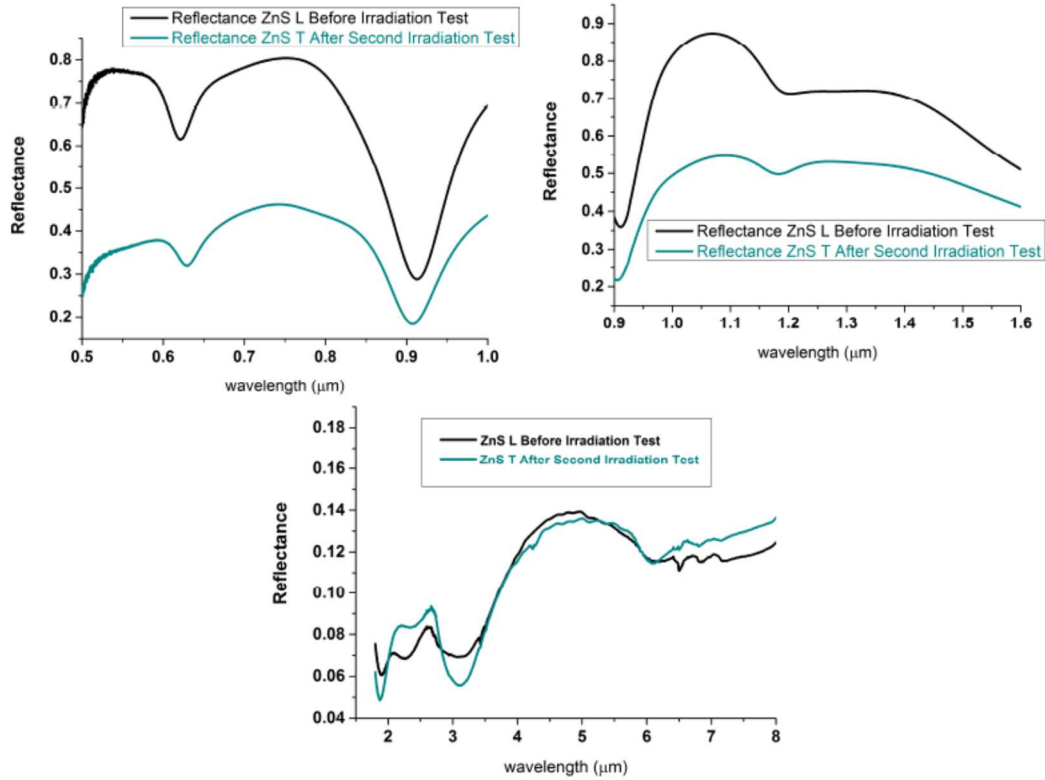 Reflectance ZnS L Before Irradiation Test
Reflectance ZnS T After Second Irradiation Test
0.8
0.7
0.6
0.5
0.4
0.3
0.2
Reflectance
0.5 0.6 0.7 0.8 0.9 1.0
wavelength (μm)
0.9
0.8
0.7
0.6
0.5
0.4
0.3
0.2
Reflectance
Reflectance ZnS L Before Irradiation Test
Reflectance ZnS T After Second Irradiation Test
0.9 1.0 1.1 1.2 1.3 1.4 1.5 1.6
wavelength (μm)
0.18
0.16
0.14
0.12
0.10
0.08
0.06
0.04
Reflectance
ZnS L Before Irradiation Test
ZnS T After Second Irradiation Test
2 3 4 5 6 7 8
wavelength (μm)